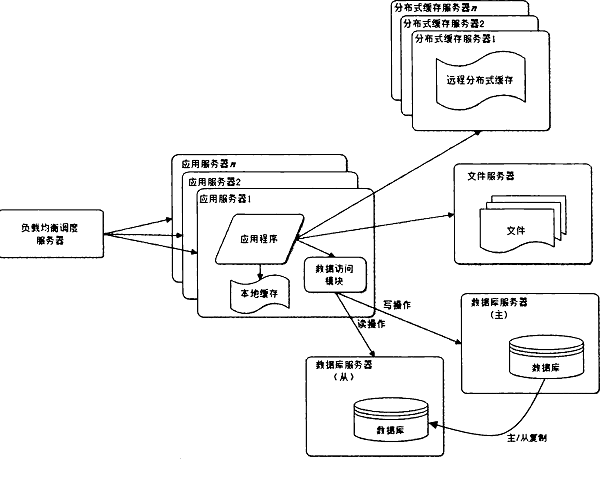 分布式缓存服务器n
分布式缓存服务器2
分布式缓存服务器1
远程分布式缓存
应用服务器n
应用服务器2
应用服务器1
文件服务器
文件
负载均衡调度
服务器
应用程序
数据访问
模块
本地缓存
写操作
读操作
数据库服务器
（主）
数据库
数据库服务器
（从）
数据库
主/从复制